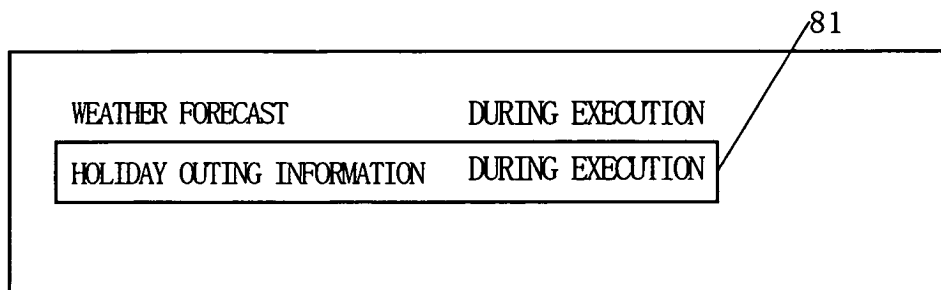 81
WEATHER FORECAST DURING EXECUTION
HOLIDAY OUTING INFORMATION DURING EXECUTION